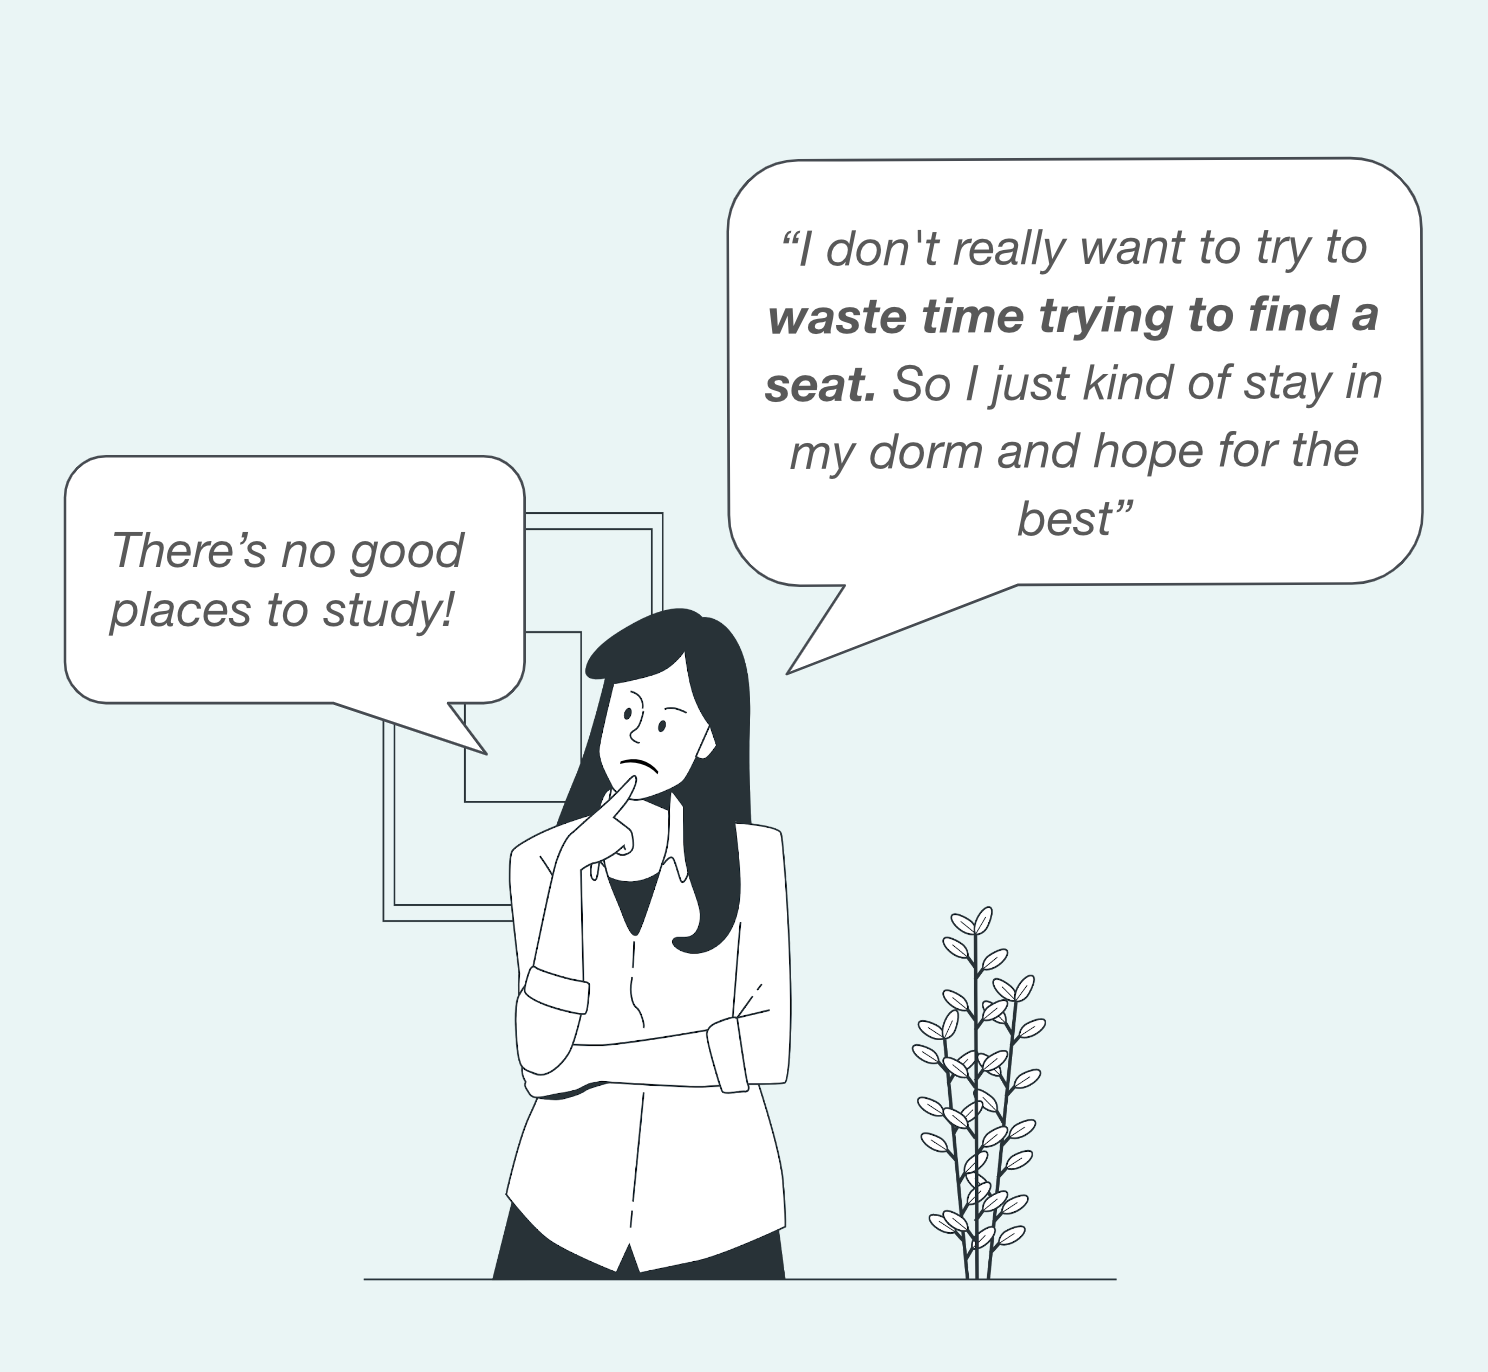 “I don't really want to try to
waste time trying to find a
seat. So I just kind of stay in
my dorm and hope for the
best”
There’s no good
places to study!